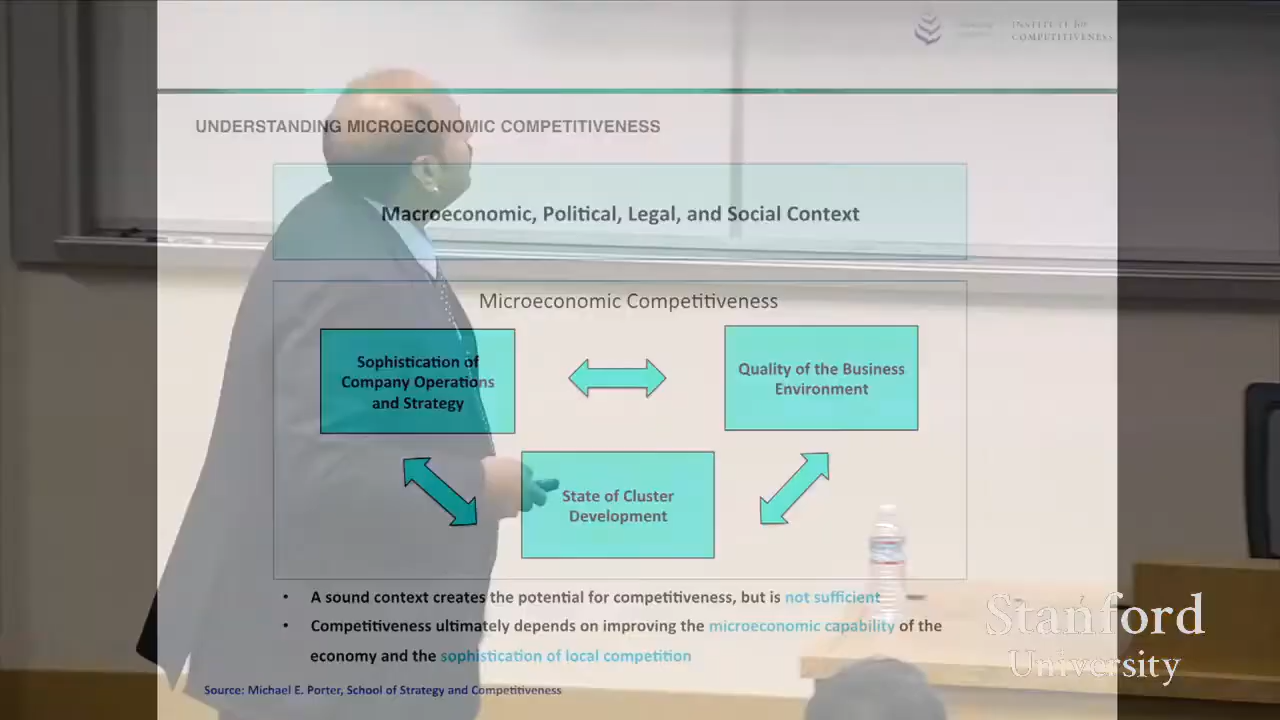 INSTITUTE for
COMPETITIVENESS
UNDERSTANDING MICROECONOMIC COMPETITIVENESS
Macroeconomic, Political, Legal, and Social Context
Microeconomic Competitiveness
Sophistication of
Company Operations
and Strategy
Quality of the Business
Environment
State of Cluster
Development
• A sound context creates the potential for competitiveness, but is not sufficient
• Competitiveness ultimately depends on improving the microeconomic capability of the
economy and the sophistication of local competition
Source: Michael E. Porter, School of Strategy and Competitiveness
Stanford
University